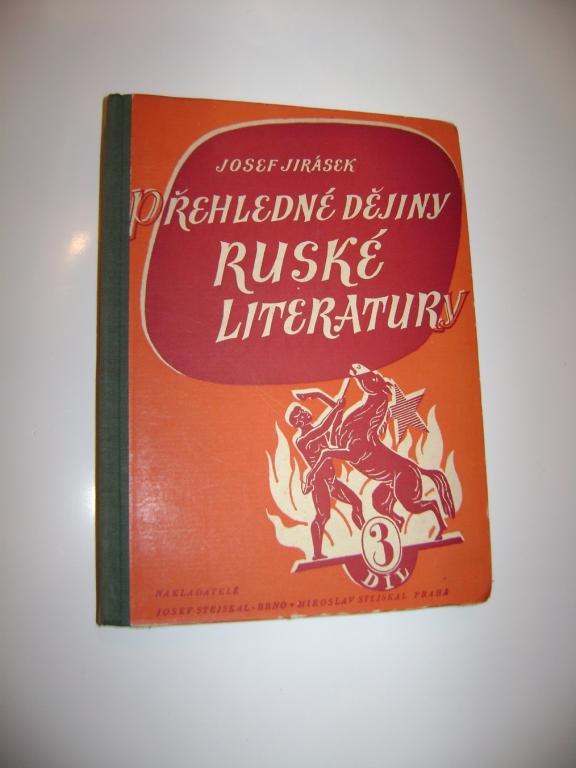 JOSEF JIRÁSEK
PŘEHLEDNÉ DĚJINY
RUSKÉ
LITERATURY
3
DÍL
NAKLADATELÉ
JOSEF STEJSKAL • BRNO • MIROSLAV STEJSKAL PRAHA